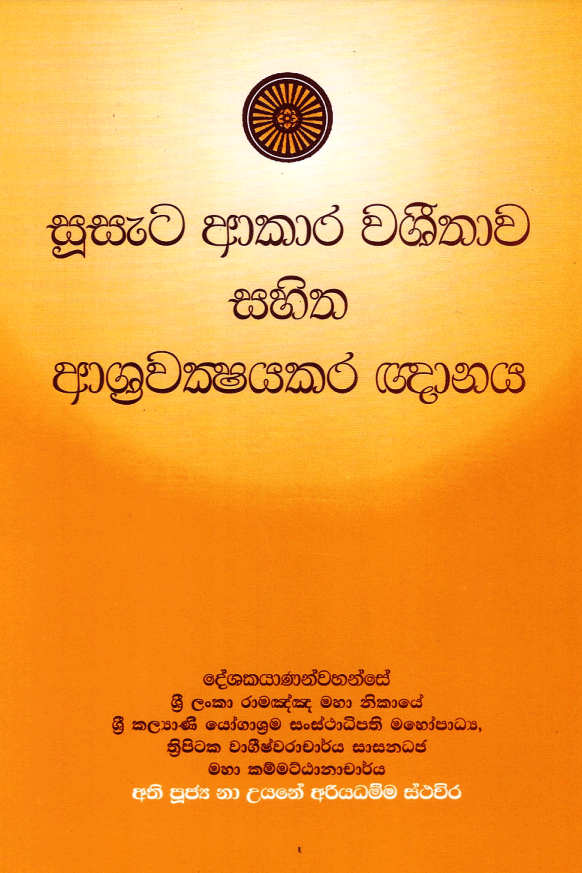 සූසැට ආකාර වශීතාව
සහිත
ආශ්‍රවක්‍ෂයකර ඥානය
දේශකයාණන්වහන්සේ
ශ්‍රී ලංකා රාමඤ්ඤ මහා නිකායේ
ශ්‍රී කල්‍යාණී යෝගාශ්‍රම සංස්ථාධිපති මහෝපාධ්‍ය,
ත්‍රිපිටක වාගීෂ්වරාචාර්ය සාසනධජ
මහා කම්මට්ඨානාචාර්ය
අති පූජ්‍ය නා උයනේ අරියධම්ම ස්ථවිර